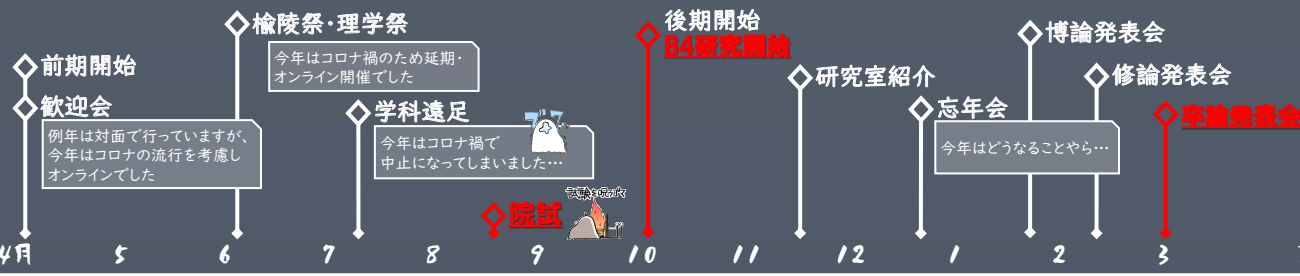 前期開始
歓迎会
例年は対面で行っていますが、
今年はコロナの流行を考慮し
オンラインでした
楡陵祭・理学祭
今年はコロナ禍のため延期・
オンライン開催でした
学科遠足
今年はコロナ禍で
中止になってしまいました…
院試
試験を呪う
後期開始
B4研究開始
研究室紹介
忘年会
今年はどうなることやら…
博論発表会
修論発表会
卒論発表会
4月 5 6 7 8 9 10 11 12 1 2 3